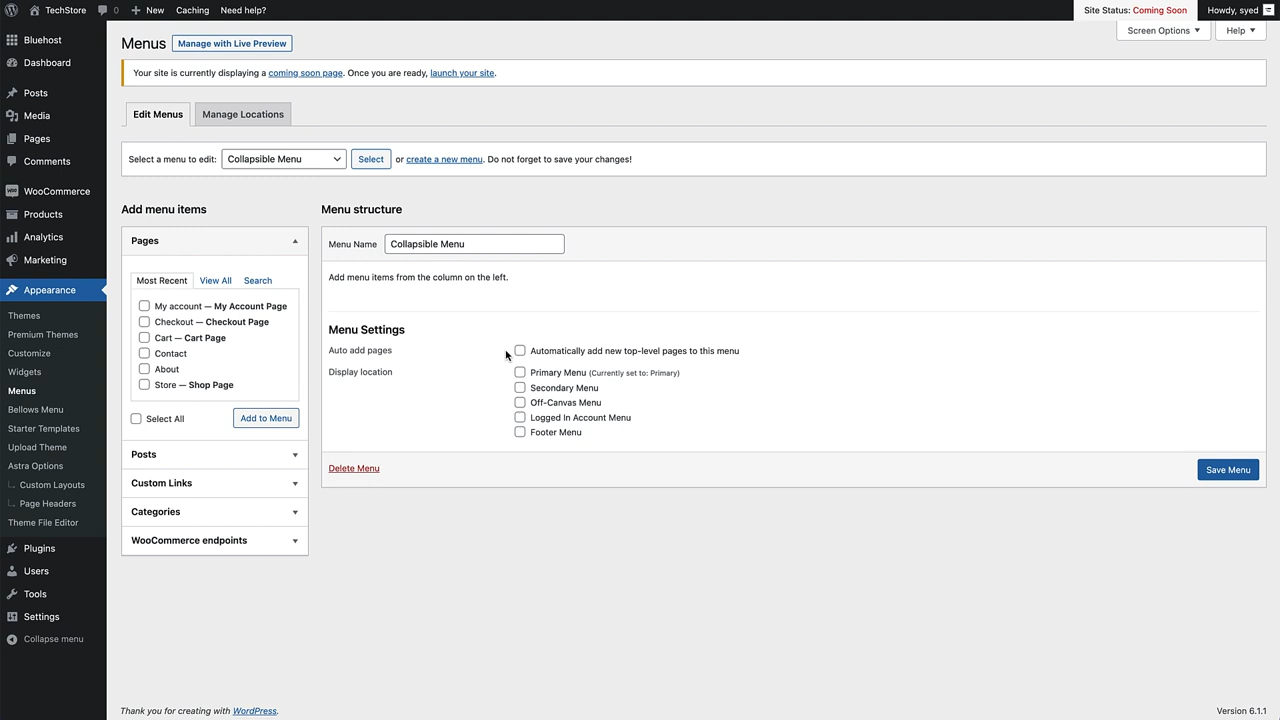 TechStore 0 New Caching Need help? Site Status: Coming Soon Howdy, syed
Screen Options Help
Bluehost
Dashboard
Posts
Media
Pages
Comments
WooCommerce
Products
Analytics
Marketing
Appearance
Themes
Premium Themes
Customize
Widgets
Menus
Bellows Menu
Starter Templates
Upload Theme
Astra Options
Custom Layouts
Page Headers
Theme File Editor
Plugins
Users
Tools
Settings
Collapse menu
Menus Manage with Live Preview
Your site is currently displaying a coming soon page. Once you are ready, launch your site.
Edit Menus Manage Locations
Select a menu to edit: Collapsible Menu Select or create a new menu. Do not forget to save your changes!
Add menu items
Pages
Most Recent View All Search
My account — My Account Page
Checkout — Checkout Page
Cart — Cart Page
Contact
About
Store — Shop Page
Select All Add to Menu
Posts
Custom Links
Categories
WooCommerce endpoints
Menu structure
Menu Name Collapsible Menu
Add menu items from the column on the left.
Menu Settings
Auto add pages Automatically add new top-level pages to this menu
Display location Primary Menu (Currently set to: Primary)
Secondary Menu
Off-Canvas Menu
Logged In Account Menu
Footer Menu
Delete Menu Save Menu
Thank you for creating with WordPress. Version 6.1.1